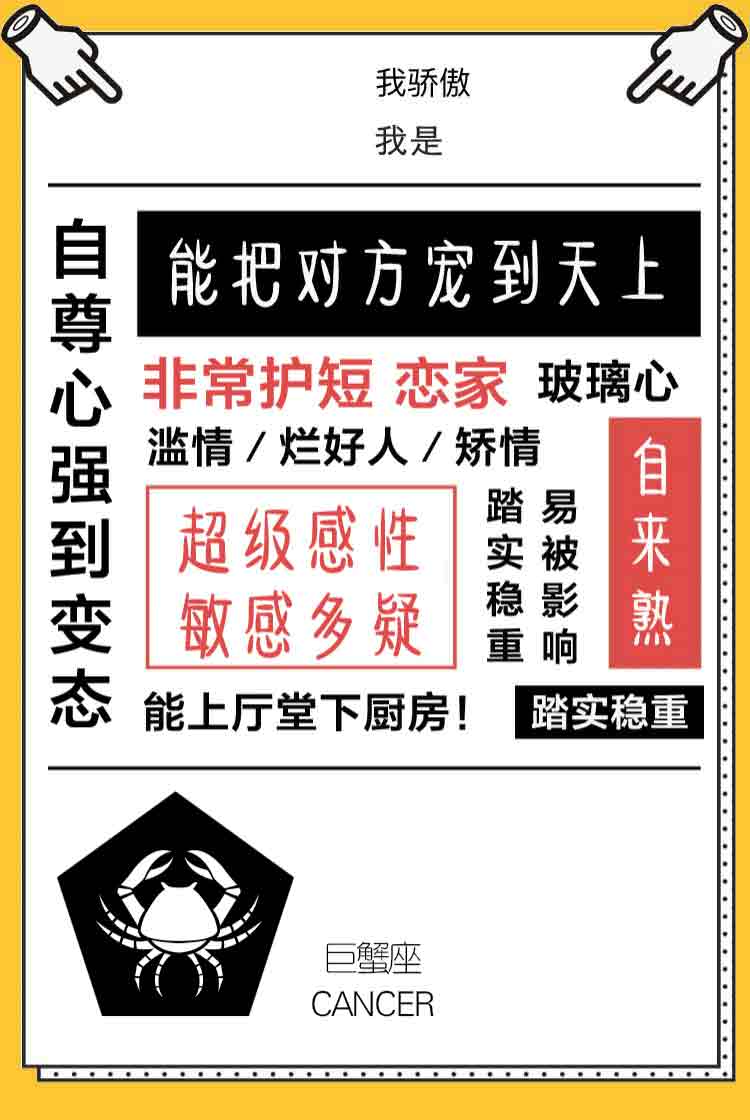 我骄傲
我是
自尊心强到变态
能把对方宠到天上
非常护短 恋家 玻璃心
滥情 / 烂好人 / 矫情
超级感性
敏感多疑
踏实稳重
易被影响
自来熟
能上厅堂下厨房！
踏实稳重
巨蟹座
CANCER